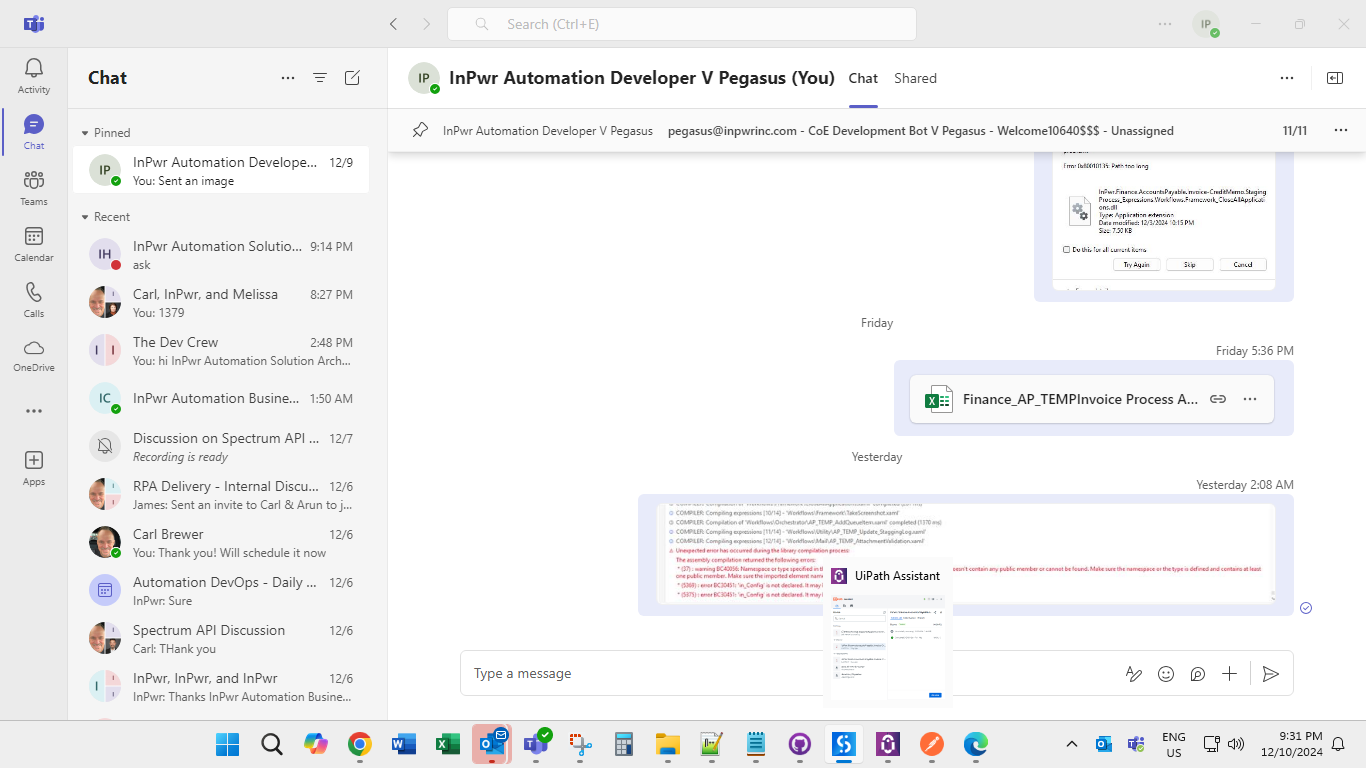 Search (Ctrl+E)
IP
Activity
Chat
Teams
Calendar
Calls
OneDrive
Apps
Chat
Pinned
IP
InPwr Automation Develope... 12/9
You: Sent an image
Recent
IH
InPwr Automation Solutio... 9:14 PM
ask
Carl, InPwr, and Melissa 8:27 PM
You: 1379
I I
The Dev Crew 2:48 PM
You: hi InPwr Automation Solution Arch...
IC
InPwr Automation Busine... 1:50 AM
Discussion on Spectrum API ... 12/7
Recording is ready
RPA Delivery - Internal Discu... 12/6
James: Sent an invite to Carl & Arun to j...
Carl Brewer 12/6
You: Thank you! Will schedule it now
Automation DevOps - Daily ... 12/6
InPwr: Sure
Spectrum API Discussion 12/6
Carl: THank you
InPwr, InPwr, and InPwr 12/6
InPwr: Thanks InPwr Automation Business...
IP
InPwr Automation Developer V Pegasus (You)
Chat
Shared
InPwr Automation Developer V Pegasus pegasus@inpwrinc.com - CoE Development Bot V Pegasus - Welcome10640$$$ - Unassigned 11/11
Error 0x80010135: Path too long
InPwr.Finance.AccountsPayable.Invoice-CreditMemo.Staging
Process_Expressions.Workflows.Framework_CloseAllApplicati
ons.dll
Type: Application extension
Date modified: 12/3/2024 10:15 PM
Size: 7.50 KB
Do this for all current items
Try Again Skip Cancel
Friday
Friday 5:36 PM
Finance_AP_TEMPInvoice Process A...
Yesterday
Yesterday 2:08 AM
COMPILER: Compiling expressions [10/14] - 'Workflows\Framework\TakeScreenshot.xaml'
COMPILER: Compilation of 'Workflows\Orchestrator\AP_TEMP_AddQueueItem.xaml' completed (1370 ms)
COMPILER: Compiling expressions [11/14] - 'Workflows\Utility\AP_TEMP_Update_StaggingLog.xaml'
COMPILER: Compiling expressions [12/14] - 'Workflows\Mail\AP_TEMP_AttachmentValidation.xaml'
Unexpected error has occurred during the library compilation process:
The assembly compilation returned the following errors:
* (37) : warning BC40056: Namespace or type specified in th
doesn't contain any public member or cannot be found. Make sure the namespace or the type is defined and contains at least
one public member. Make sure the imported element nam
* (5369) : error BC30451: 'in_Config' is not declared. It may
* (5375) : error BC30451: 'in_Config' is not declared. It may
UiPath Assistant
Type a message
ENG
US
9:31 PM
12/10/2024